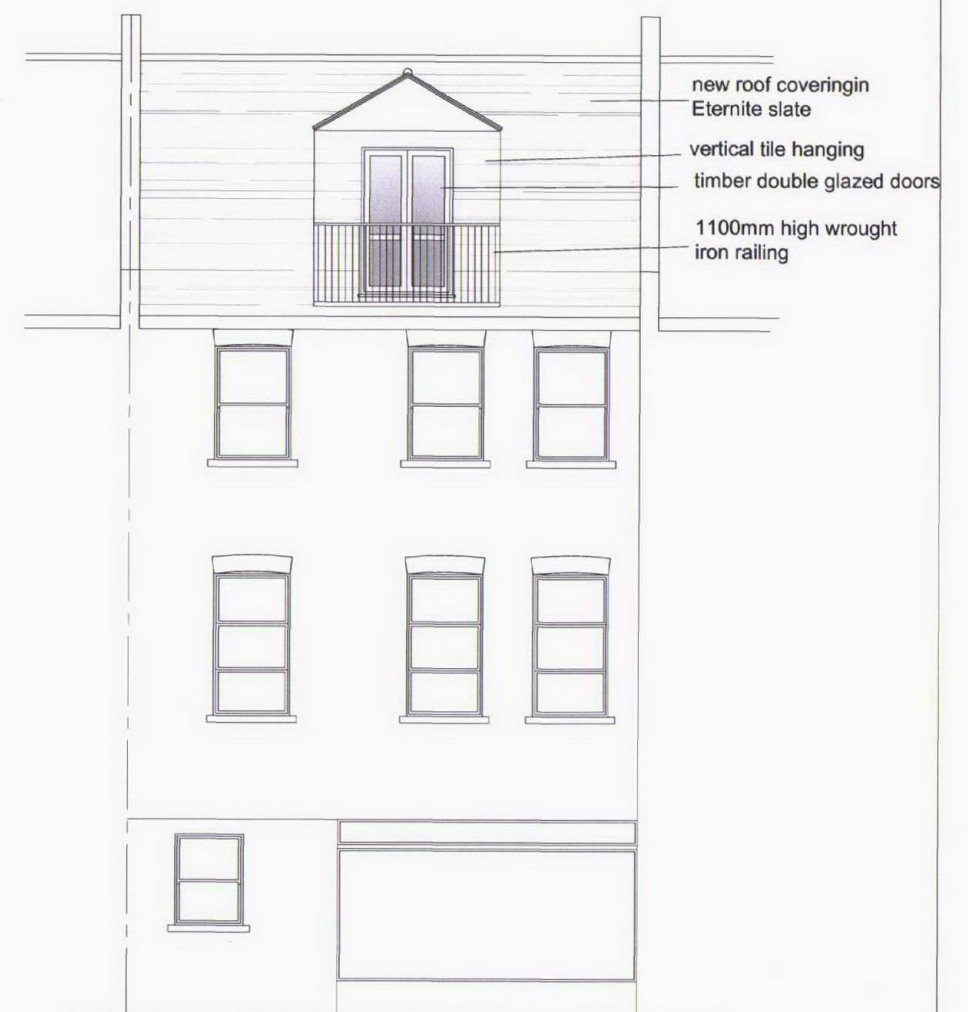 new roof coveringin
Eternite slate
vertical tile hanging
timber double glazed doors
1100mm high wrought
iron railing